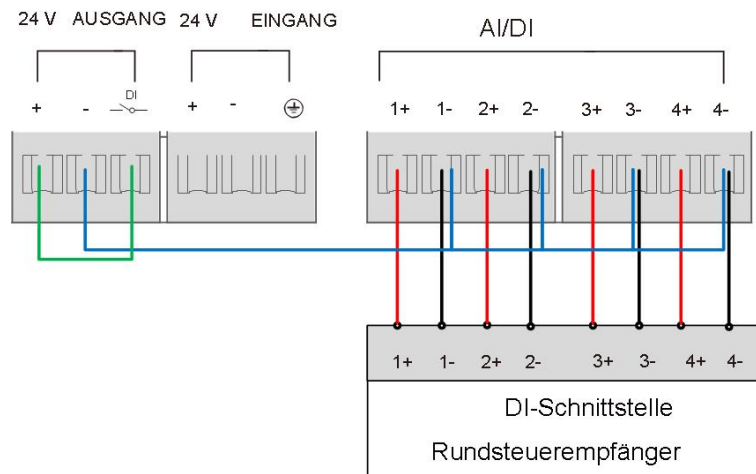 24 V AUSGANG 24 V EINGANG AI/DI
+ - DI + - 1+ 1- 2+ 2- 3+ 3- 4+ 4-
1+ 1- 2+ 2- 3+ 3- 4+ 4-
DI-Schnittstelle
Rundsteuerempfänger